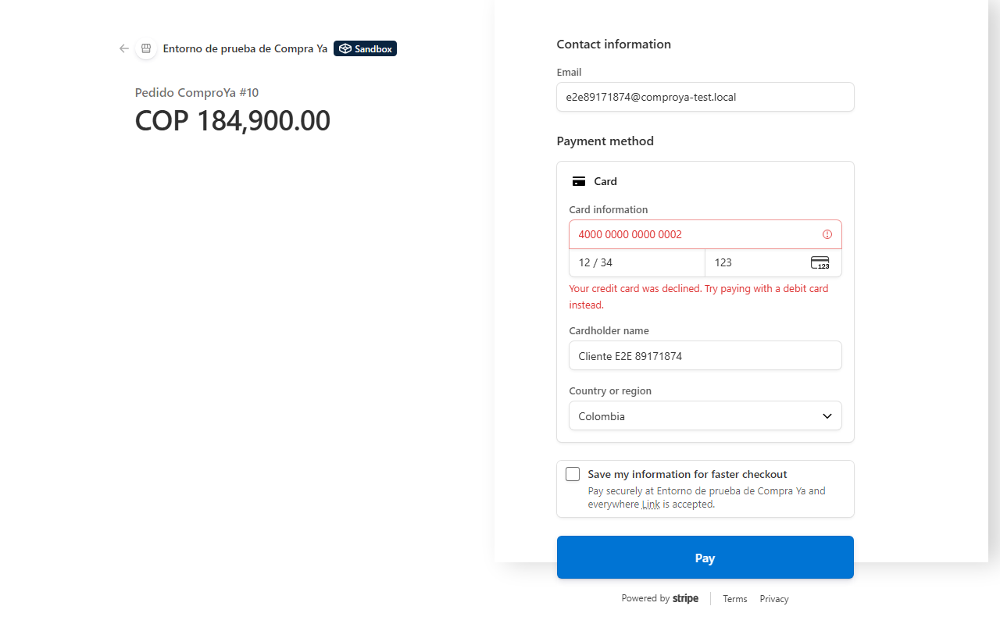 Entorno de prueba de Compra Ya Sandbox
Pedido ComproYa #10
COP 184,900.00
Contact information
Email
e2e89171874@comproya-test.local
Payment method
Card
Card information
4000 0000 0000 0002
12 / 34 123 123
Your credit card was declined. Try paying with a debit card
instead.
Cardholder name
Cliente E2E 89171874
Country or region
Colombia
Save my information for faster checkout
Pay securely at Entorno de prueba de Compra Ya and
everywhere Link is accepted.
Pay
Powered by stripe Terms Privacy